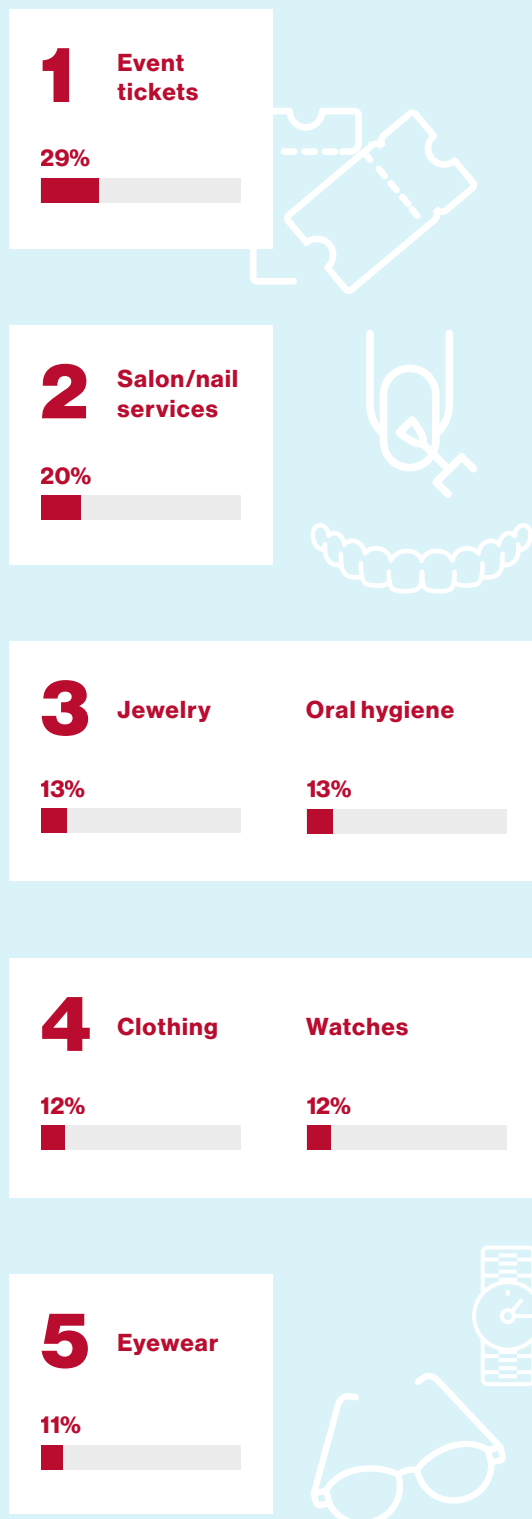 1
Event
tickets
29%
2
Salon/nail
services
20%
3 Jewelry Oral hygiene
13% 13%
4 Clothing Watches
12% 12%
5 Eyewear
11%